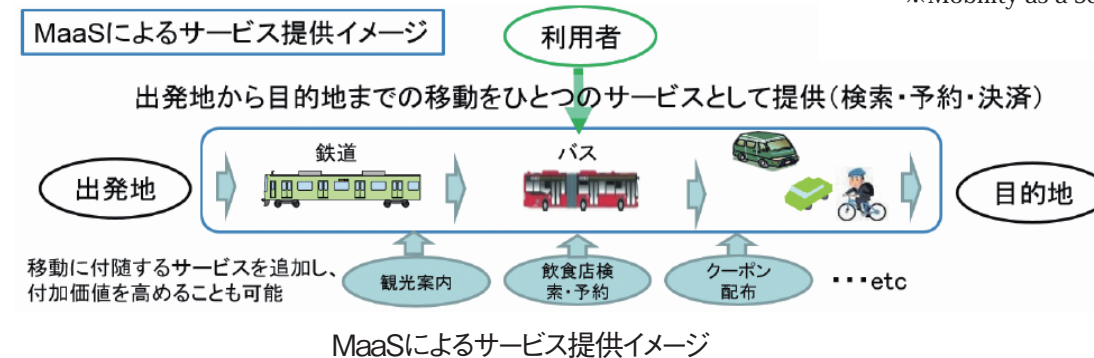 ※Mobility as a Se
MaaSによるサービス提供イメージ
利用者
出発地から目的地までの移動をひとつのサービスとして提供(検索・予約・決済)
鉄道
バス
出発地
目的地
移動に付随するサービスを追加し、
付加価値を高めることも可能
観光案内
飲食店検
索・予約
クーポン
配布
・・・etc
MaaSによるサービス提供イメージ